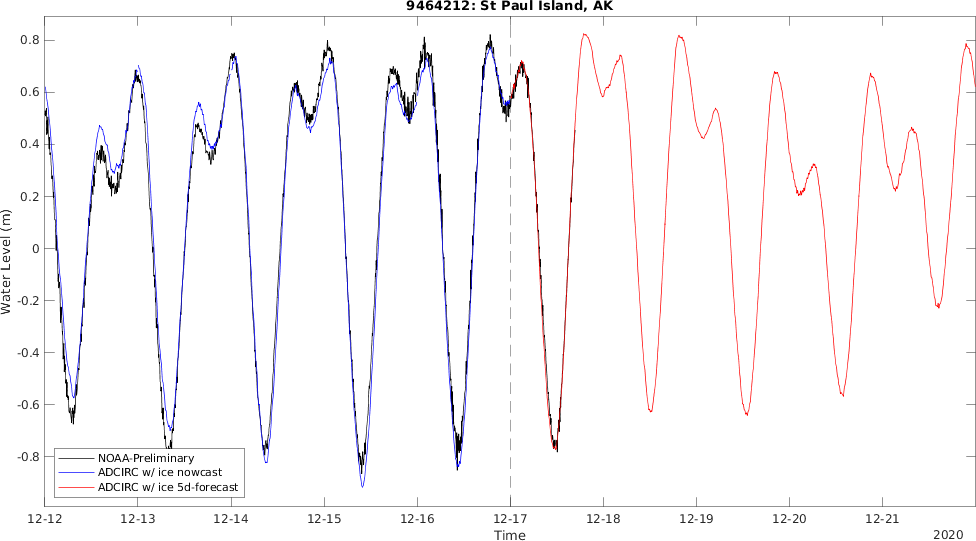 9464212: St Paul Island, AK
0.8
0.6
0.4
0.2
0
-0.2
-0.4
-0.6
-0.8
Water Level (m)
NOAA-Preliminary
ADCIRC w/ ice nowcast
ADCIRC w/ ice 5d-forecast
12-12 12-13 12-14 12-15 12-16 12-17 12-18 12-19 12-20 12-21
Time
2020